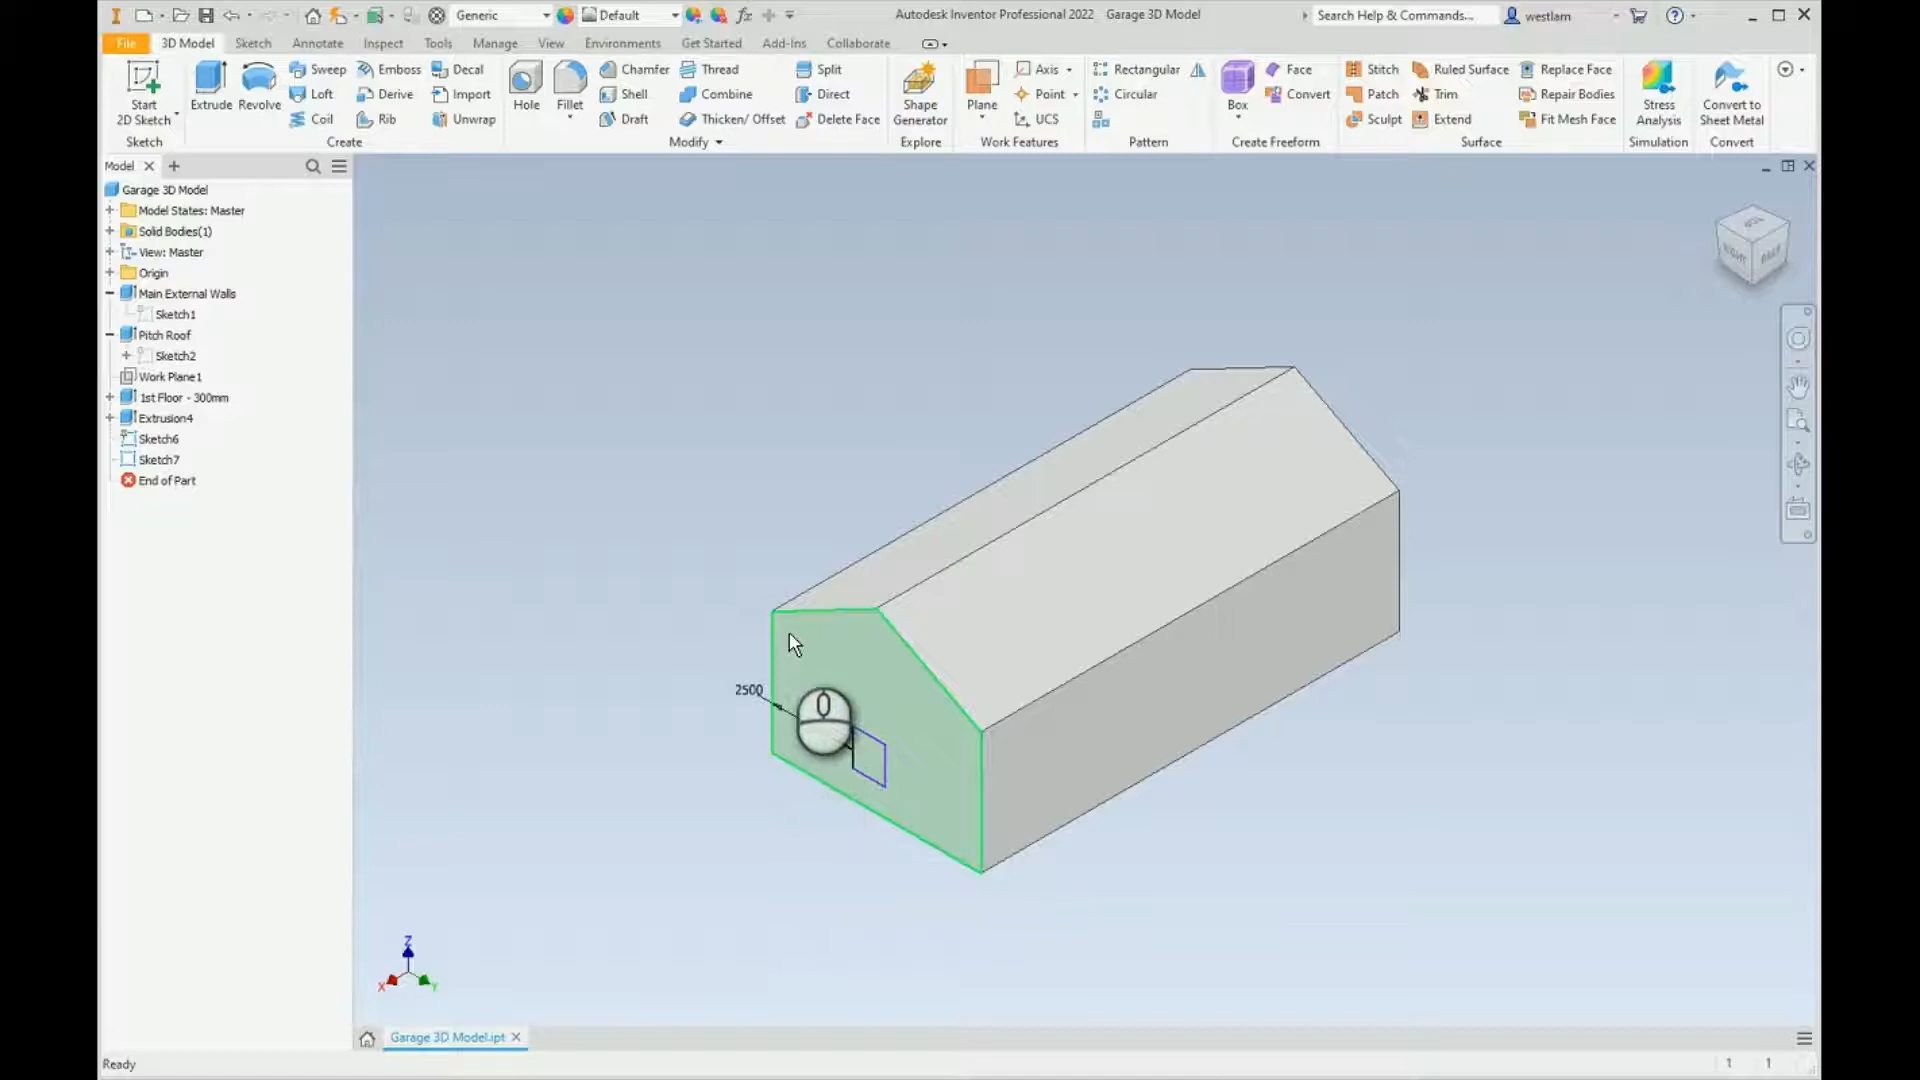 Generic
Default
Autodesk Inventor Professional 2022 Garage 3D Model
Search Help & Commands...
westlam
File 3D Model Sketch Annotate Inspect Tools Manage View Environments Get Started Add-Ins Collaborate
Start
2D Sketch
Extrude
Revolve
Sweep
Loft
Coil
Emboss
Derive
Rib
Decal
Import
Unwrap
Hole
Fillet
Chamfer
Shell
Draft
Thread
Combine
Thicken/ Offset
Split
Direct
Delete Face
Shape
Generator
Plane
Axis
Point
UCS
Rectangular
Circular
Box
Face
Convert
Stitch
Patch
Sculpt
Ruled Surface
Trim
Extend
Replace Face
Repair Bodies
Fit Mesh Face
Stress
Analysis
Convert to
Sheet Metal
Sketch Create Modify Explore Work Features Pattern Create Freeform Surface Simulation Convert
Model
Garage 3D Model
Model States: Master
Solid Bodies(1)
View: Master
Origin
Main External Walls
Sketch1
Pitch Roof
Sketch2
Work Plane1
1st Floor - 300mm
Extrusion4
Sketch6
Sketch7
End of Part
RIGHT
BACK
2500
Z
X
Y
Garage 3D Model.ipt
Ready
1 1